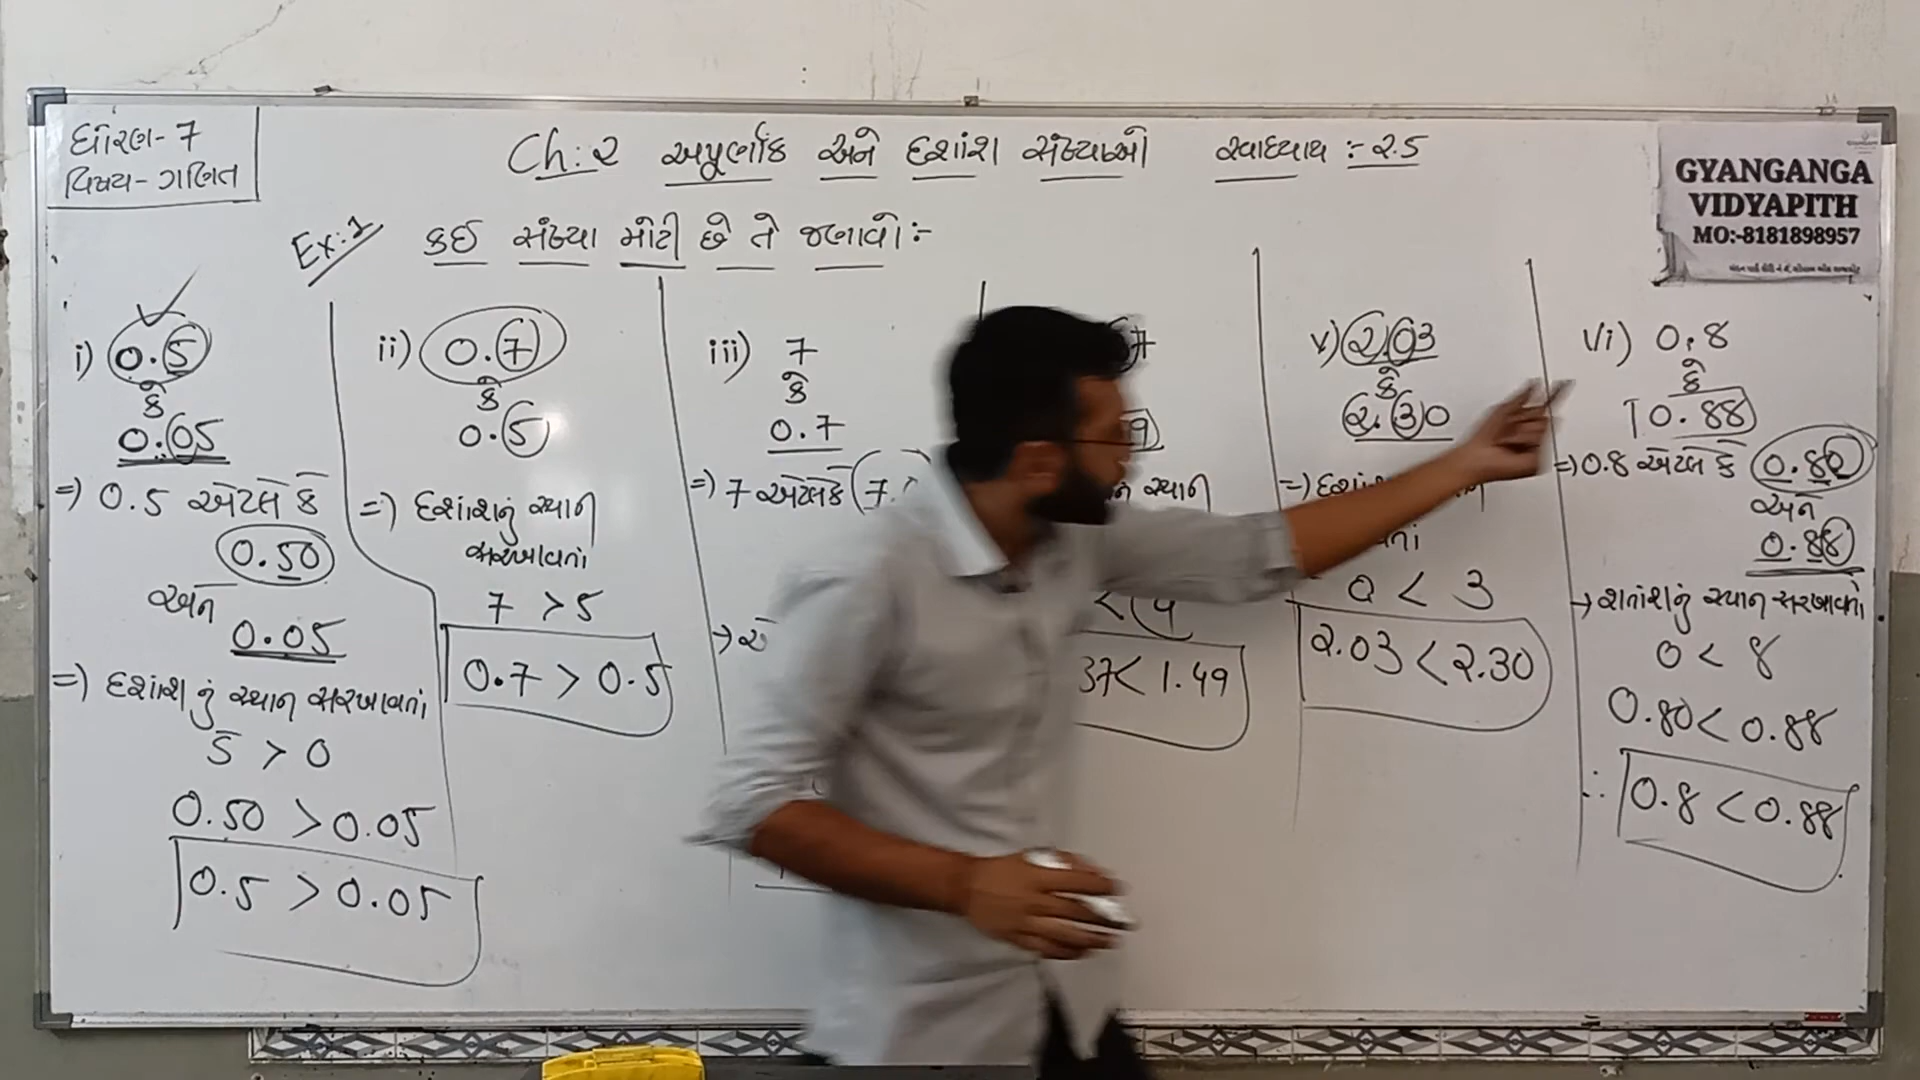 ધોરણ-7
વિષય-ગણિત
Ch:2 અપૂર્ણાંક અને દશાંશ સંખ્યાઓ સ્વાધ્યાય :- 2.5
Ex:1 કઈ સંખ્યા મોટી છે તે જણાવો:-
GYANGANGA
VIDYAPITH
MO:-8181898957
i) 0.5
કે
0.05
=) 0.5 એટલે કે
0.50
અને
0.05
=) દશાંશનું સ્થાન સરખાવતાં
5 > 0
0.50 > 0.05
0.5 > 0.05
ii) 0.7
કે
0.5
=) દશાંશનું સ્થાન
સરખાવતાં
7 > 5
0.7 > 0.5
iii) 7
કે
0.7
=) 7 એટલેકે 7.
7
9
સ્થાન
<
37 < 1.49
v) 2.03
કે
2.30
=) દશાં
0 < 3
2.03 < 2.30
vi) 0.8
કે
0.88
=) 0.8 એટલે કે 0.80
અને
0.88
→ શતાંશનું સ્થાન સરખાવતાં
0 < 8
0.80 < 0.88
∴ 0.8 < 0.88